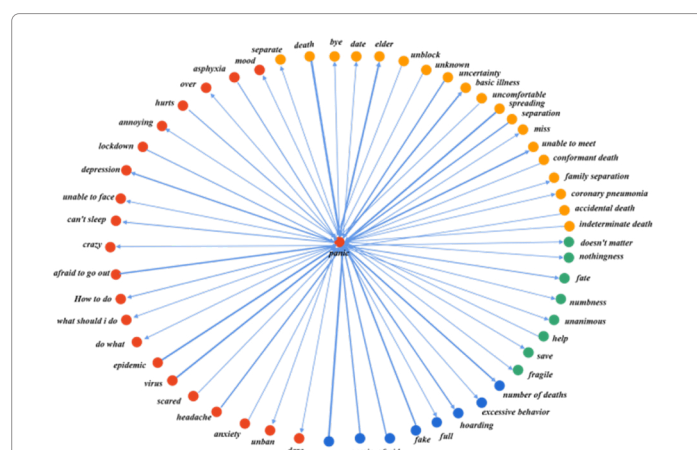 separate
death
bye
date
elder
unblock
unknown
uncertainty
basic illness
uncomfortable
spreading
separation
miss
unable to meet
conformant death
family separation
coronary pneumonia
accidental death
indeterminate death
doesn't matter
nothingness
fate
numbness
unanimous
help
save
fragile
number of deaths
excessive behavior
hoarding
full
fake
unban
anxiety
headache
scared
virus
epidemic
do what
what should i do
How to do
afraid to go out
crazy
can't sleep
unable to face
depression
lockdown
annoying
hurts
over
asphyxia
mood
panic